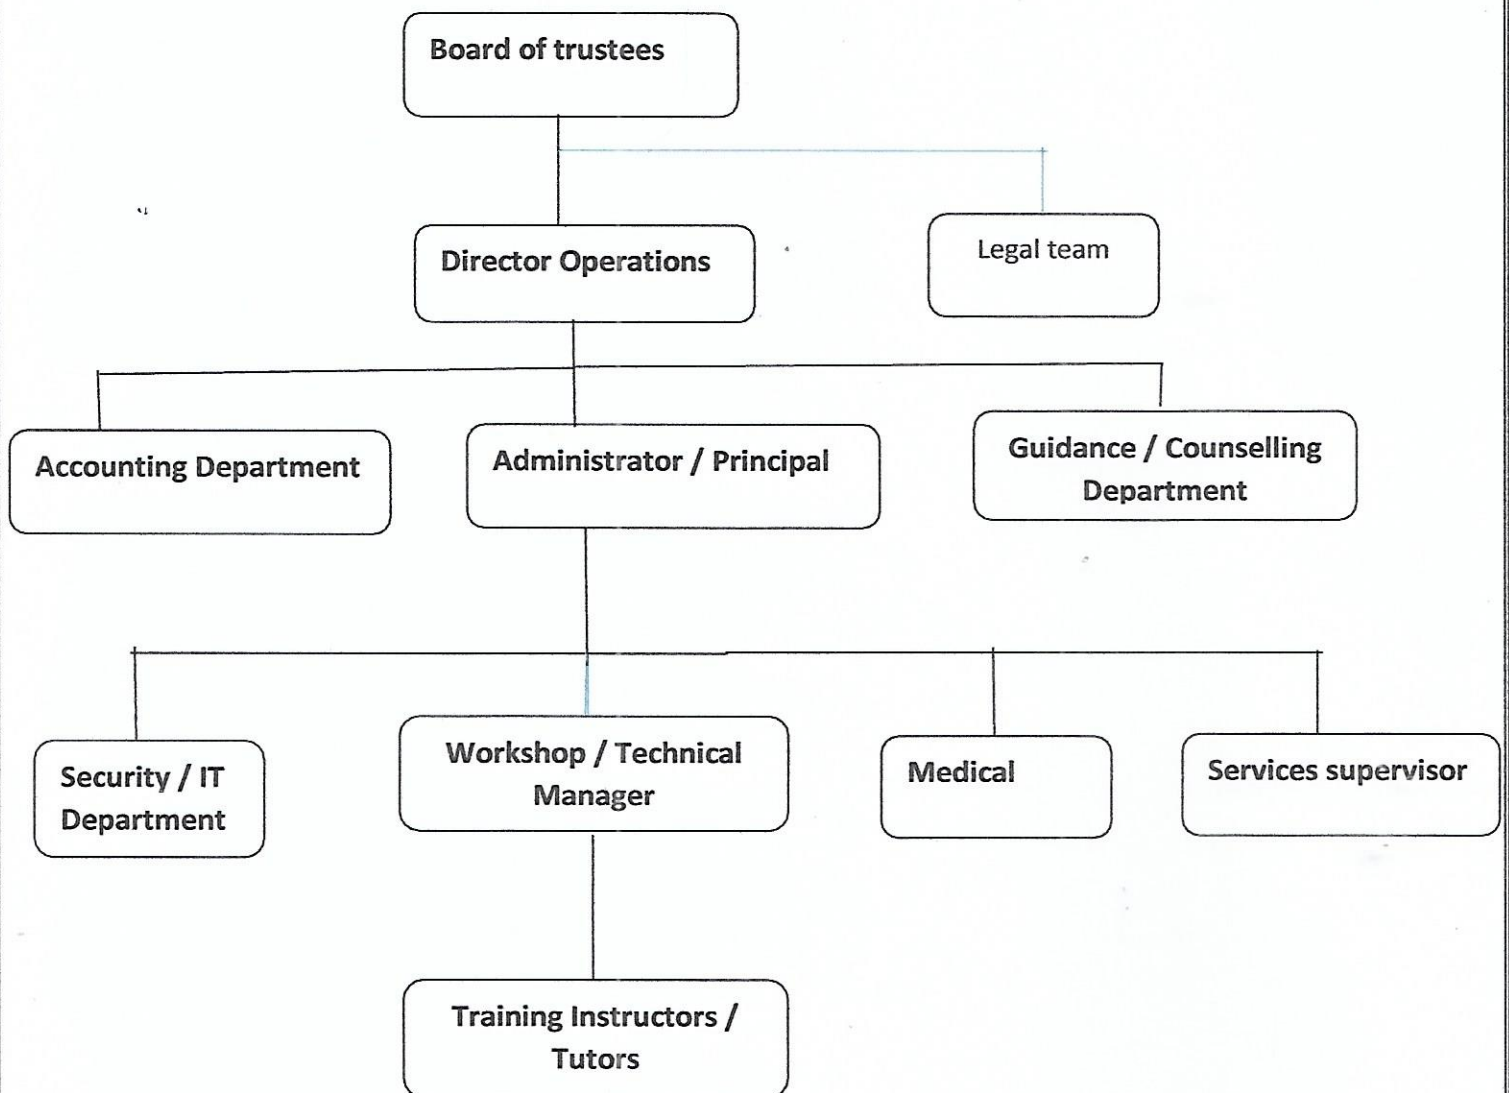 Board of trustees
Director Operations
Legal team
Accounting Department
Administrator / Principal
Guidance / Counselling
Department
Security / IT
Department
Workshop / Technical
Manager
Medical
Services supervisor
Training Instructors /
Tutors